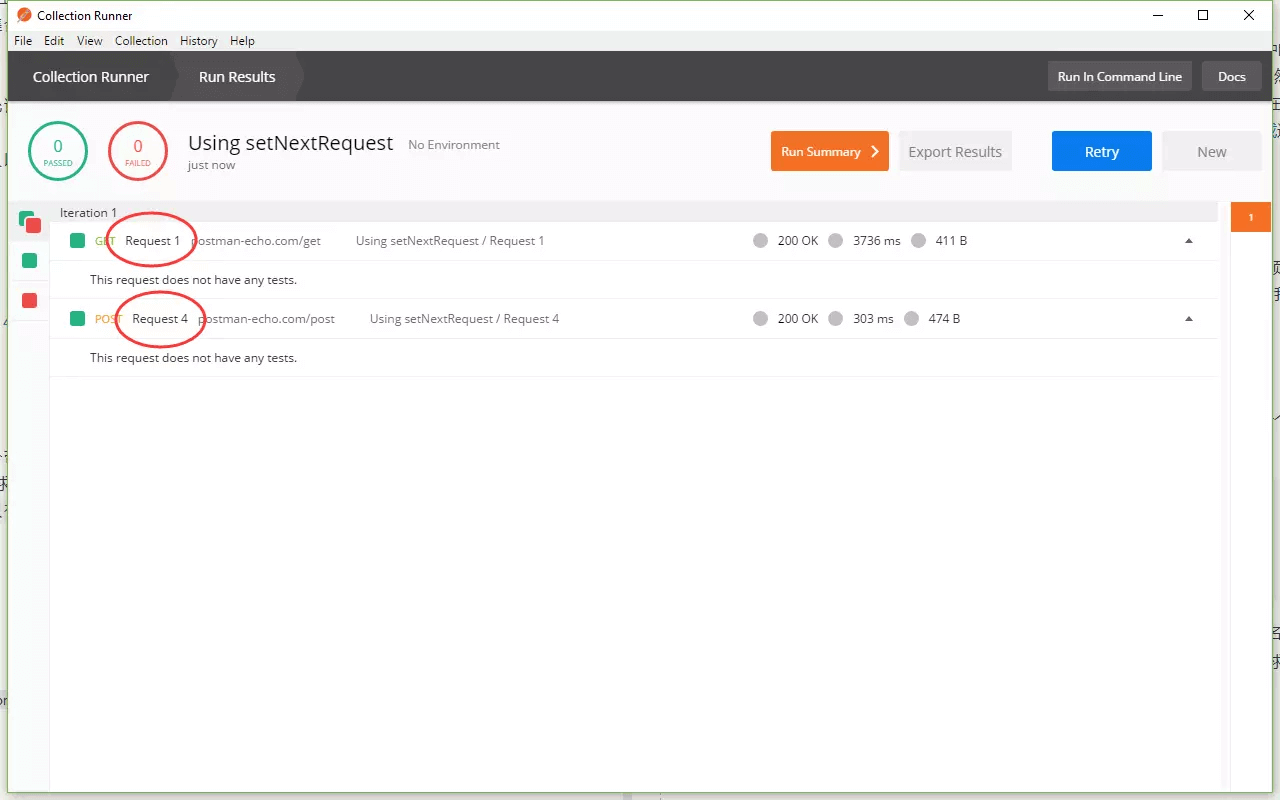 Collection Runner
File Edit View Collection History Help
Collection Runner Run Results Run In Command Line Docs
0 PASSED
0 FAILED
Using setNextRequest No Environment
just now
Run Summary Export Results Retry New
Iteration 1
1
GET Request 1 postman-echo.com/get Using setNextRequest / Request 1 200 OK 3736 ms 411 B
This request does not have any tests.
POST Request 4 postman-echo.com/post Using setNextRequest / Request 4 200 OK 303 ms 474 B
This request does not have any tests.